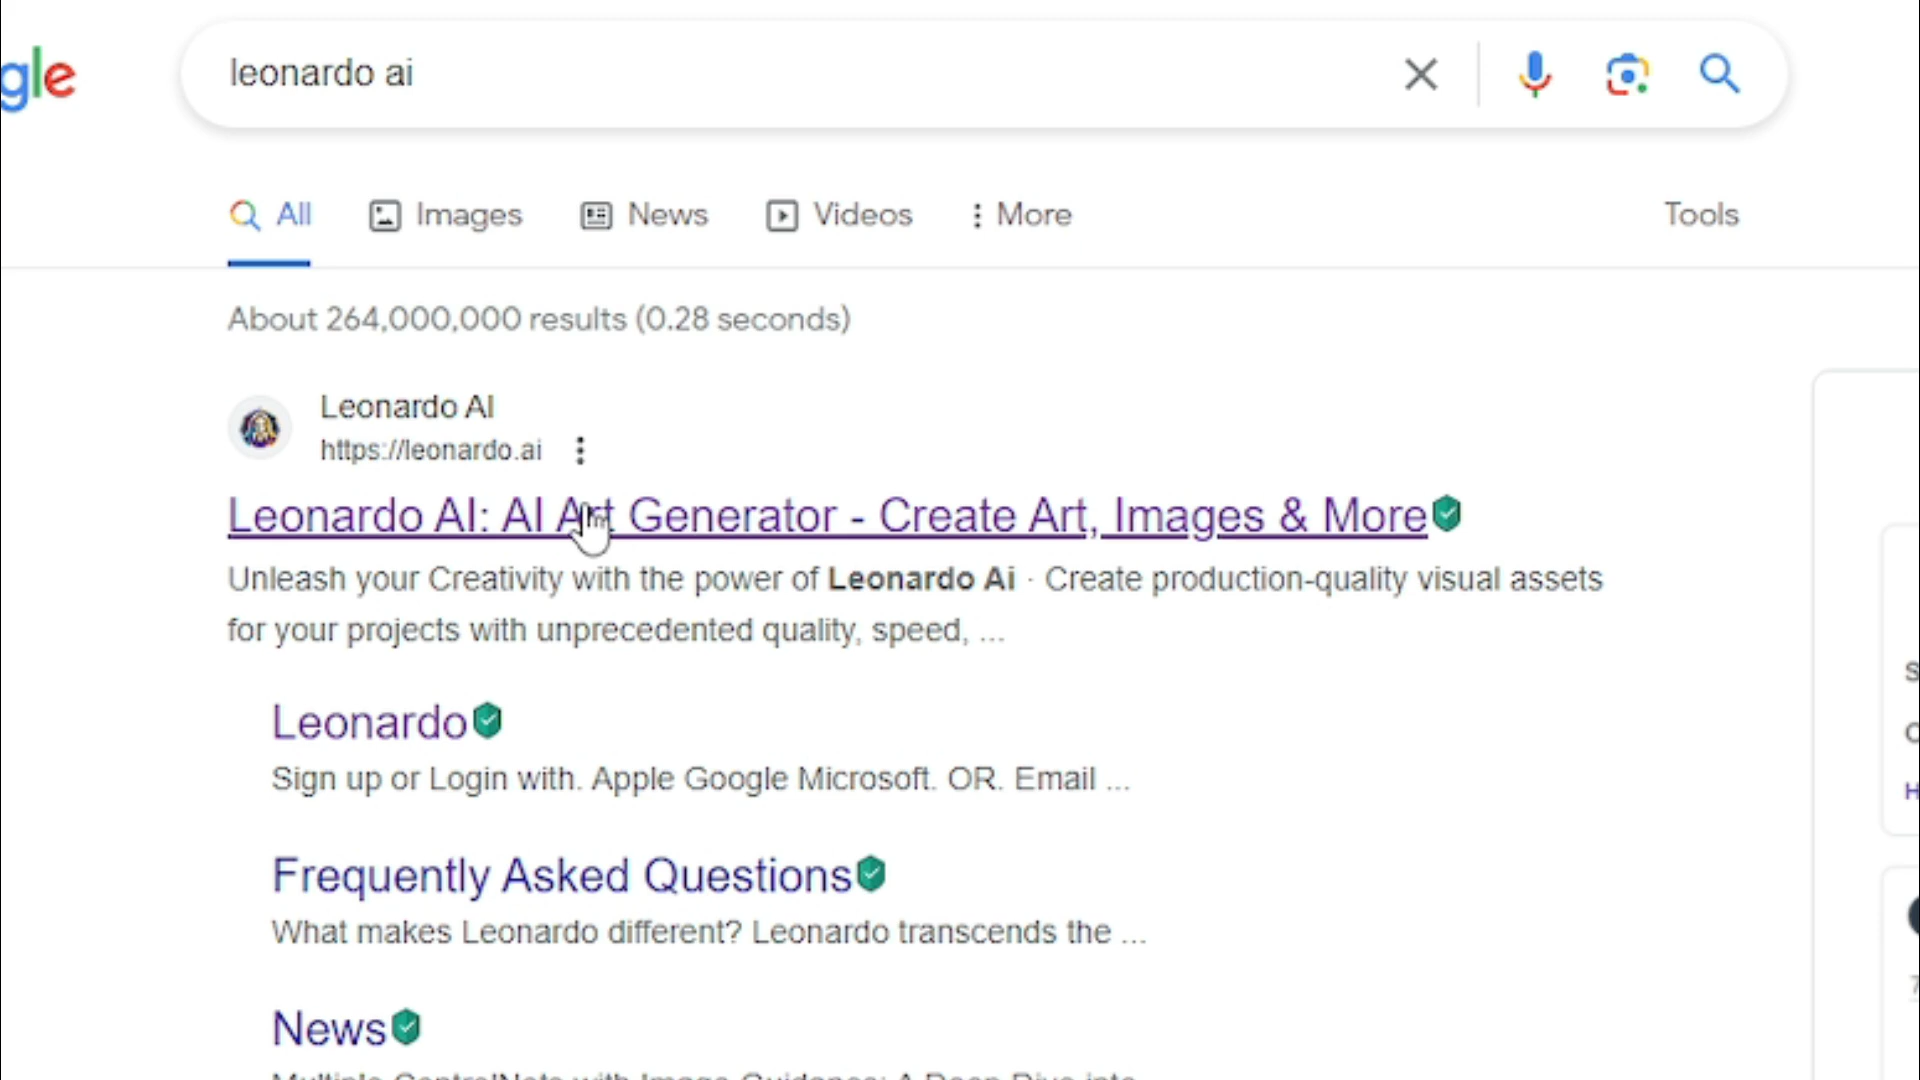 gle
leonardo ai
All Images News Videos More Tools
About 264,000,000 results (0.28 seconds)
Leonardo AI
https://leonardo.ai
Leonardo AI: AI Art Generator - Create Art, Images & More
Unleash your Creativity with the power of Leonardo Ai · Create production-quality visual assets
for your projects with unprecedented quality, speed, ...
Leonardo
Sign up or Login with. Apple Google Microsoft. OR. Email ...
Frequently Asked Questions
What makes Leonardo different? Leonardo transcends the ...
News